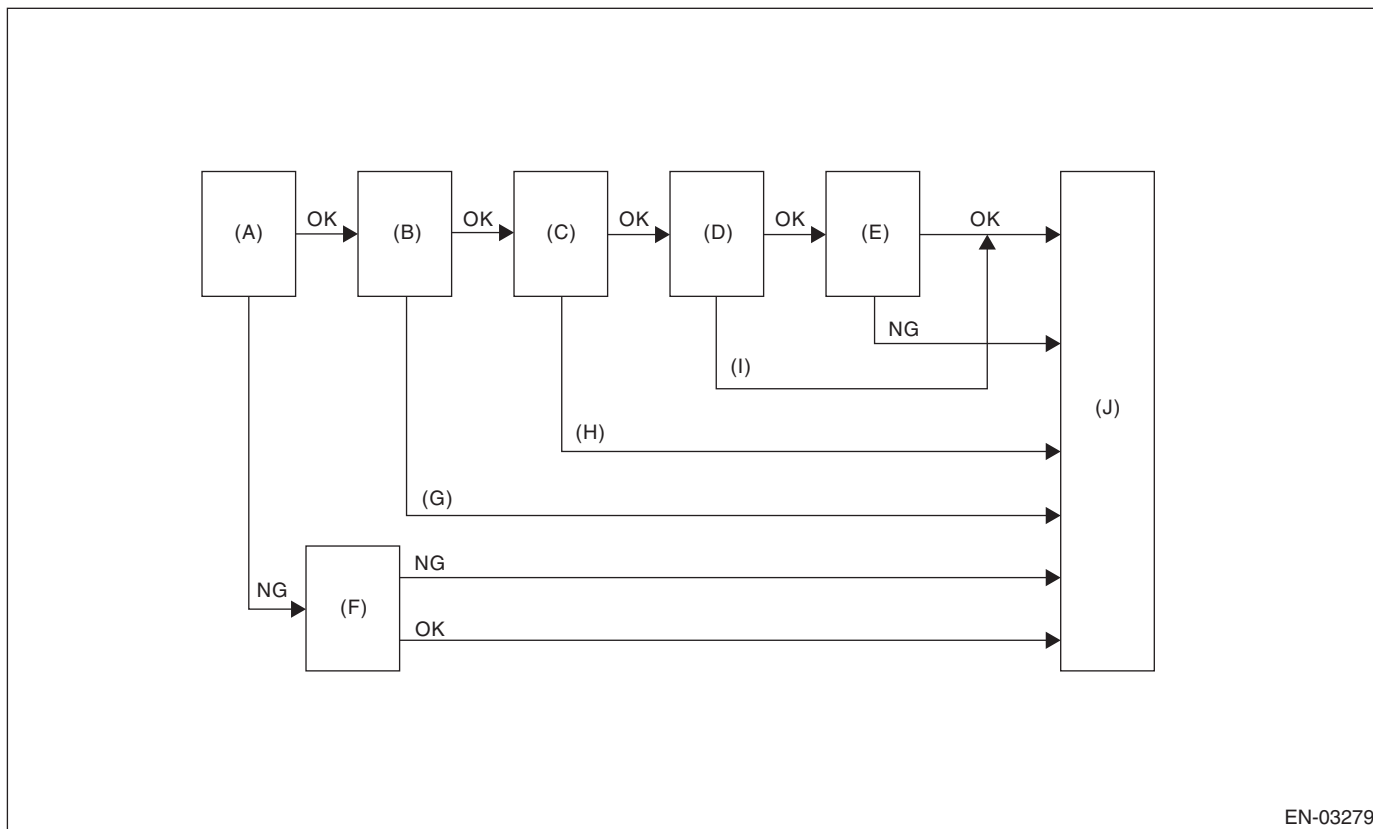 (A) OK (B) OK (C) OK (D) OK (E) OK
NG
(I)
(J)
(H)
(G)
NG
NG (F)
OK
EN-03279